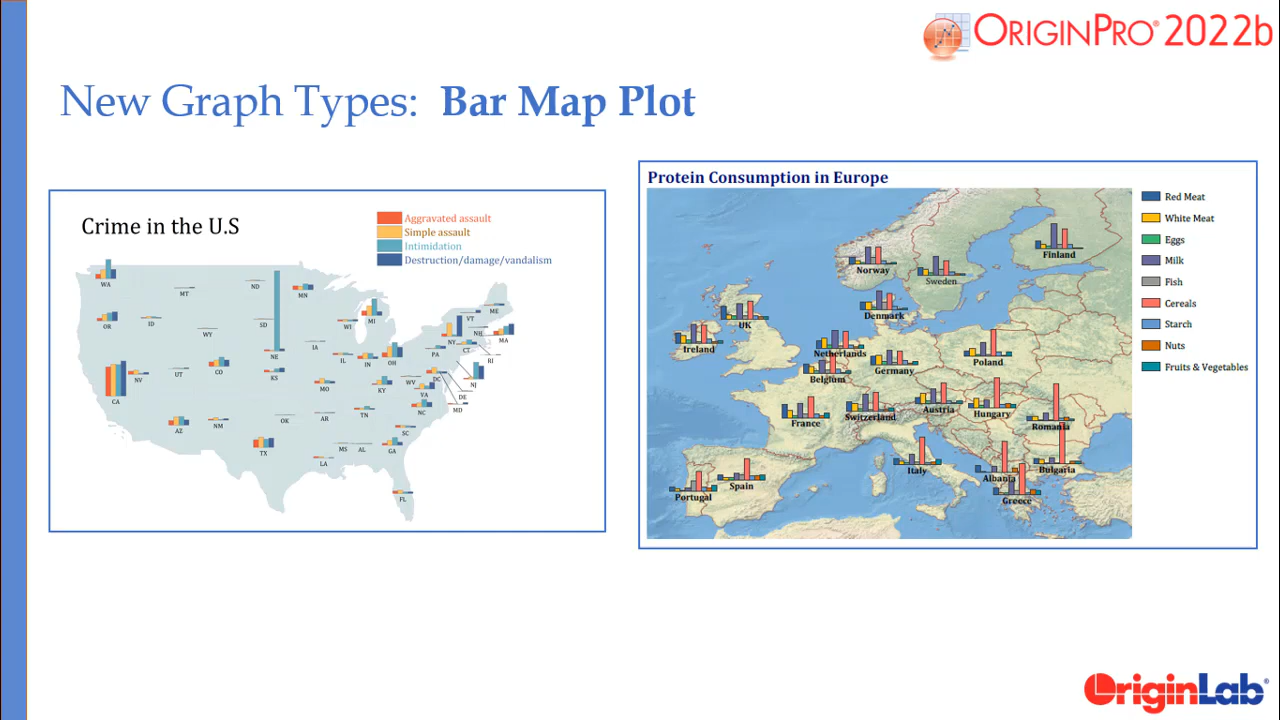 ORIGINPRO® 2022b
New Graph Types: Bar Map Plot
Crime in the U.S
Aggravated assault
Simple assault
Intimidation
Destruction/damage/vandalism
WA
MT
ND
MN
ME
VT
OR
ID
SD
WI
MI
NH
MA
WY
NY
IA
NE
PA
CT
RI
IL
IN
OH
NV
UT
CO
KS
MO
KY
WV
DC
NJ
VA
DE
MD
CA
NC
AZ
NM
OK
AR
TN
SC
TX
MS
AL
GA
LA
FL
Protein Consumption in Europe
Finland
Norway
Sweden
Denmark
UK
Ireland
Netherlands
Belgium
Germany
Poland
France
Switzerland
Austria
Hungary
Romania
Italy
Albania
Bulgaria
Portugal
Spain
Greece
Red Meat
White Meat
Eggs
Milk
Fish
Cereals
Starch
Nuts
Fruits & Vegetables
OriginLab®